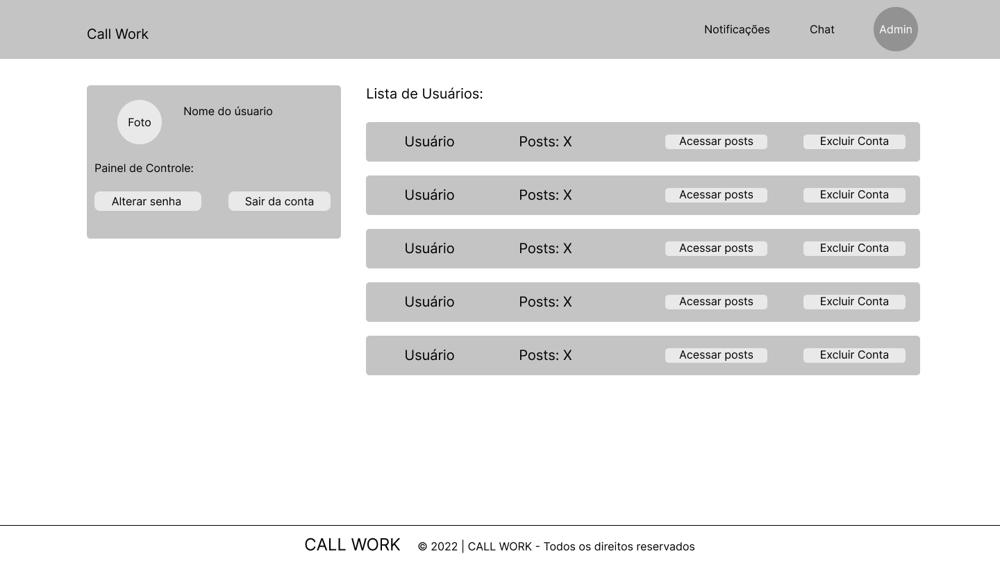 Call Work
Notificações
Chat
Admin
Foto
Nome do úsuario
Painel de Controle:
Alterar senha
Sair da conta
Lista de Usuários:
Usuário Posts: X Acessar posts Excluir Conta
Usuário Posts: X Acessar posts Excluir Conta
Usuário Posts: X Acessar posts Excluir Conta
Usuário Posts: X Acessar posts Excluir Conta
Usuário Posts: X Acessar posts Excluir Conta
CALL WORK © 2022 | CALL WORK - Todos os direitos reservados